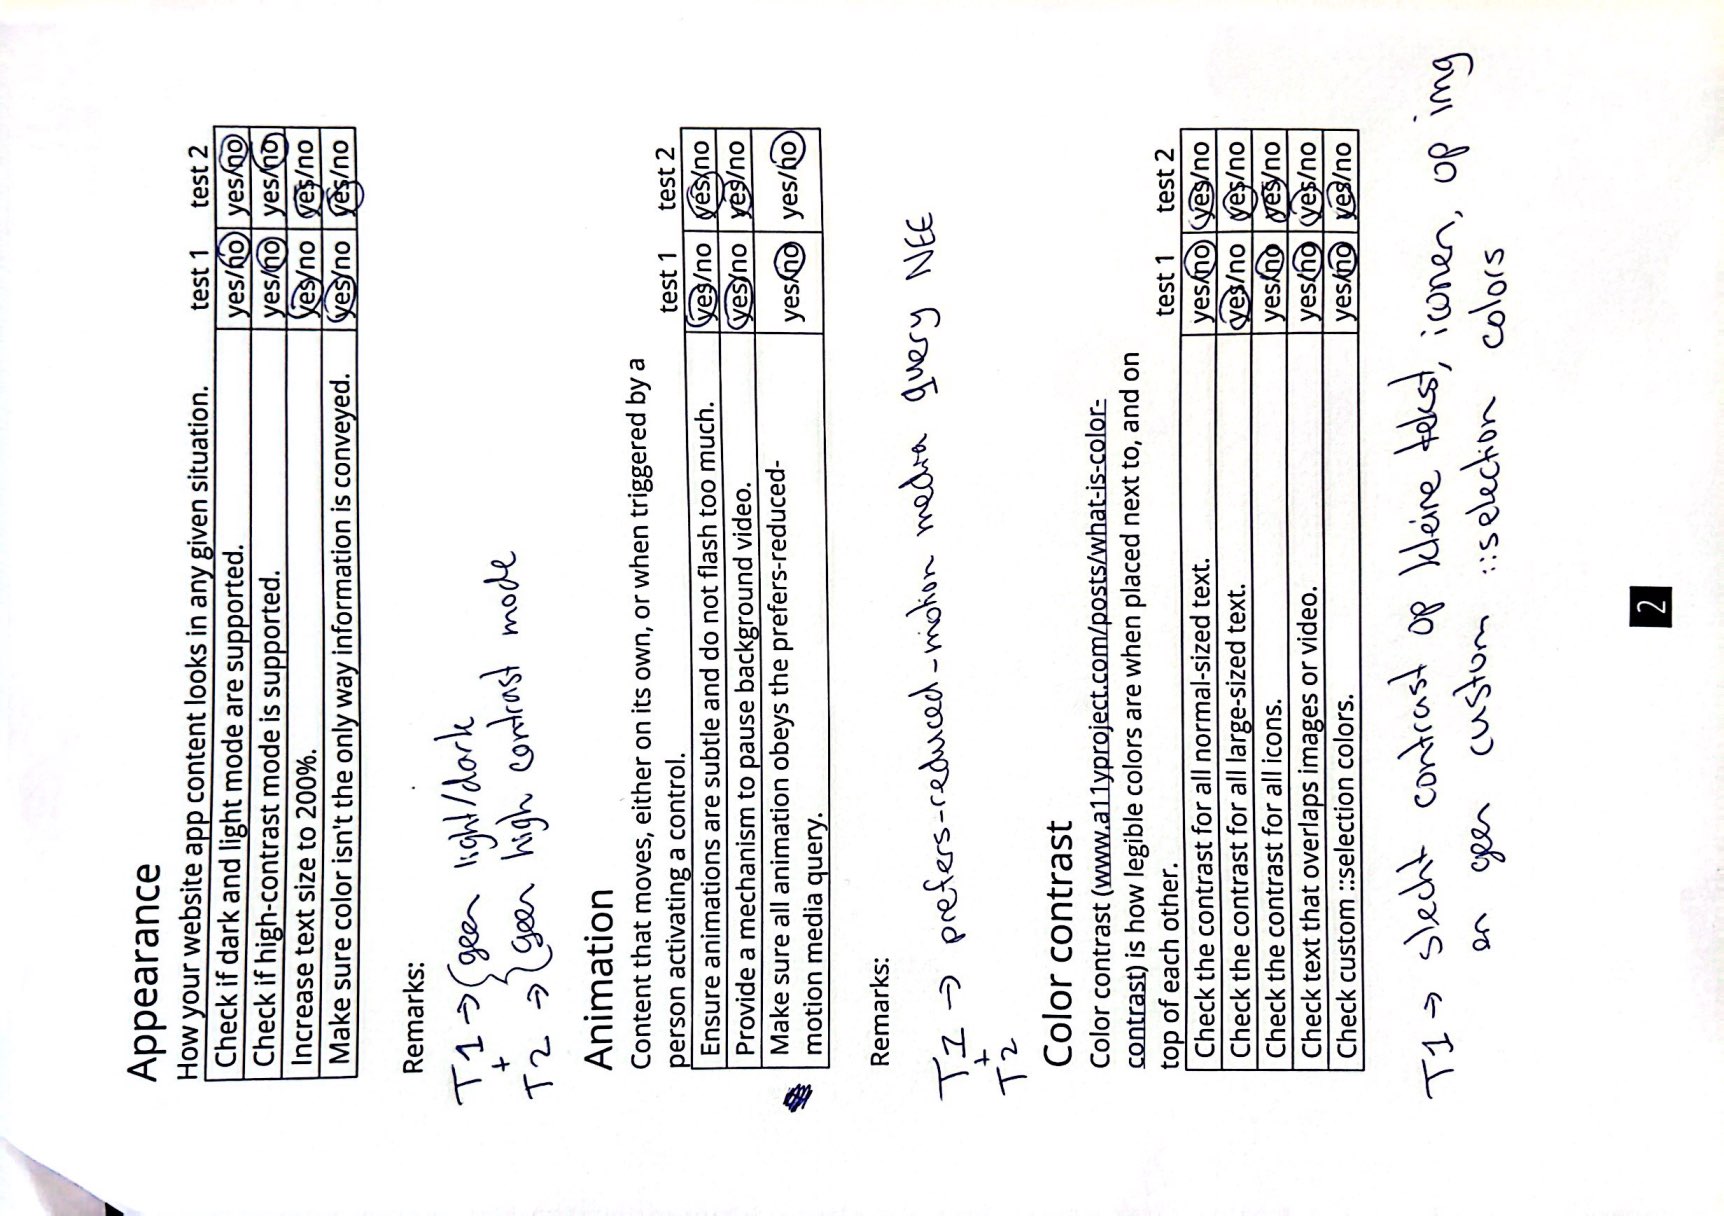 Appearance
How your website app content looks in any given situation. test 1 test 2
Check if dark and light mode are supported. yes/no yes/no
Check if high-contrast mode is supported. yes/no yes/no
Increase text size to 200%. yes/no yes/no
Make sure color isn't the only way information is conveyed. yes/no yes/no
Remarks:
T1 → { geen light/dark
+
T2 → { geen high contrast mode
Animation
Content that moves, either on its own, or when triggered by a
person activating a control. test 1 test 2
Ensure animations are subtle and do not flash too much. yes/no yes/no
Provide a mechanism to pause background video. yes/no yes/no
Make sure all animation obeys the prefers-reduced-
motion media query. yes/no yes/no
Remarks:
T1 → prefers-reduced-motion media query NEE
+
T2
Color contrast
Color contrast (www.a11yproject.com/posts/what-is-color-
contrast) is how legible colors are when placed next to, and on
top of each other. test 1 test 2
Check the contrast for all normal-sized text. yes/no yes/no
Check the contrast for all large-sized text. yes/no yes/no
Check the contrast for all icons. yes/no yes/no
Check text that overlaps images or video. yes/no yes/no
Check custom ::selection colors. yes/no yes/no
T1 → slecht contrast op kleine tekst, iconen, op img
en geen custom ::selection colors
2